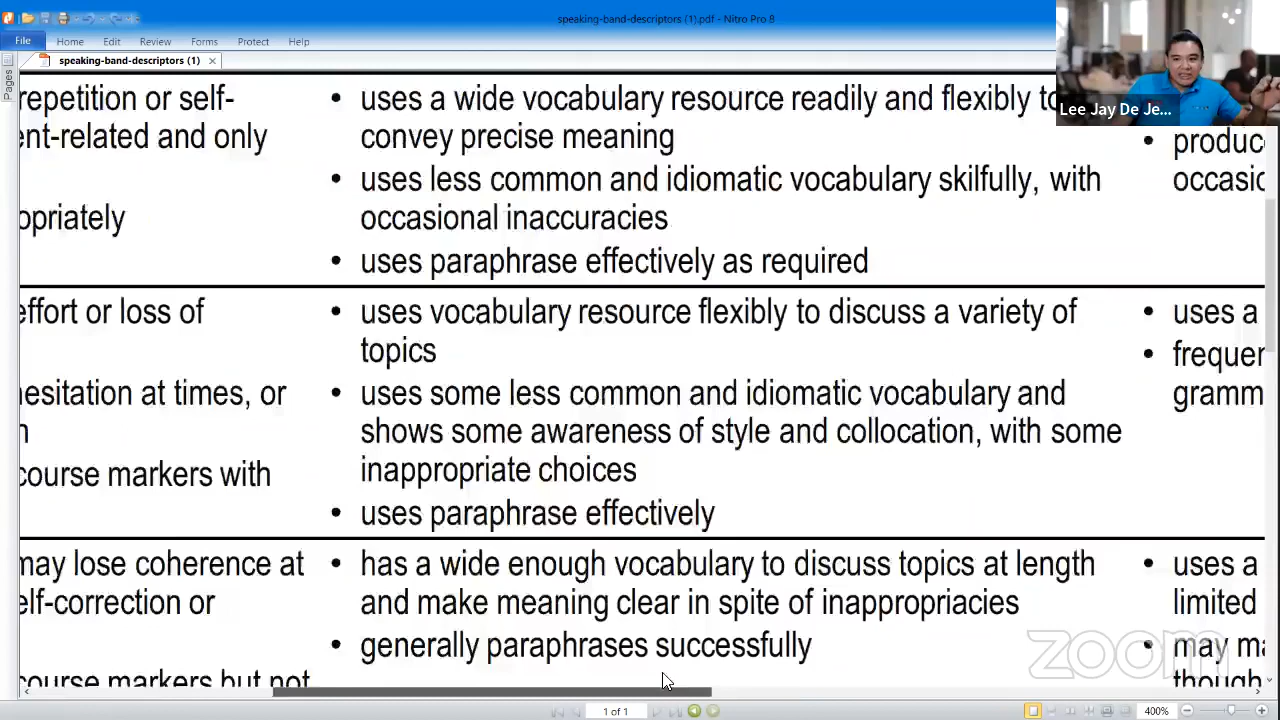 speaking-band-descriptors (1).pdf - Nitro Pro 8
File Home Edit Review Forms Protect Help
speaking-band-descriptors (1)
Pages
Lee Jay De Je...
repetition or self-
ent-related and only
opriately
• uses a wide vocabulary resource readily and flexibly to
convey precise meaning
• uses less common and idiomatic vocabulary skilfully, with
occasional inaccuracies
• uses paraphrase effectively as required
• produc
occasio
effort or loss of
hesitation at times, or
n
course markers with
• uses vocabulary resource flexibly to discuss a variety of
topics
• uses some less common and idiomatic vocabulary and
shows some awareness of style and collocation, with some
inappropriate choices
• uses paraphrase effectively
• uses a
• frequen
gramm
may lose coherence at
elf-correction or
course markers but not
• has a wide enough vocabulary to discuss topics at length
and make meaning clear in spite of inappropriacies
• generally paraphrases successfully
• uses a
limited
• may ma
though
zoom
1 of 1
400%